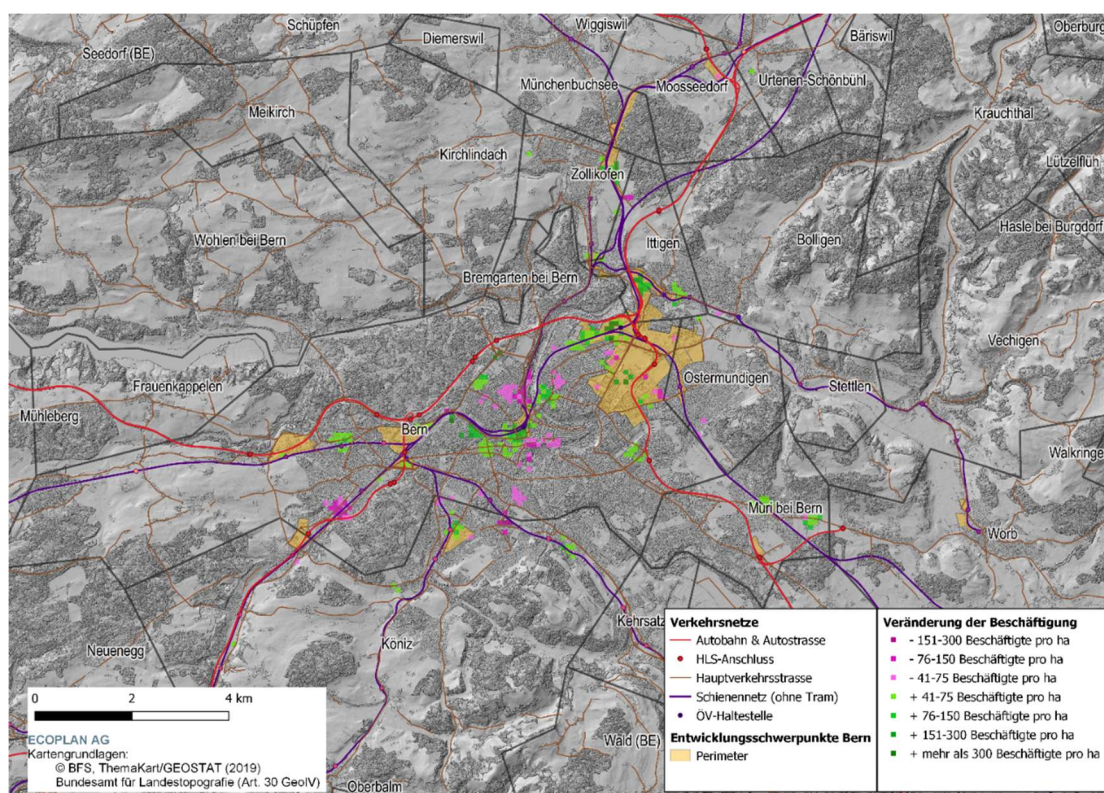 Schüpfen
Wiggiswil
Oberburg
Diemerswil
Bäriswil
Seedorf (BE)
Münchenbuchsee
Moosseedorf
Urtenen-Schönbühl
Meikirch
Krauchthal
Kirchlindach
Lützelflüh
Zollikofen
Hasle bei Burgdorf
Wohlen bei Bern
Ittigen
Bolligen
Bremgarten bei Bern
Vechigen
Frauenkappelen
Ostermundigen
Stettlen
Mühleberg
Bern
Walkringe
Muri bei Bern
Worb
Kehrsatz
Neuenegg
Köniz
Wald (BE)
Oberbalm
0 2 4 km
ECOPLAN AG
Kartengrundlagen:
© BFS, ThemaKart/GEOSTAT (2019)
Bundesamt für Landestopografie (Art. 30 GeoIV)
Verkehrsnetze
Autobahn & Autostrasse
HLS-Anschluss
Hauptverkehrsstrasse
Schienennetz (ohne Tram)
ÖV-Haltestelle
Entwicklungsschwerpunkte Bern
Perimeter
Veränderung der Beschäftigung
- 151-300 Beschäftigte pro ha
- 76-150 Beschäftigte pro ha
- 41-75 Beschäftigte pro ha
+ 41-75 Beschäftigte pro ha
+ 76-150 Beschäftigte pro ha
+ 151-300 Beschäftigte pro ha
+ mehr als 300 Beschäftigte pro ha